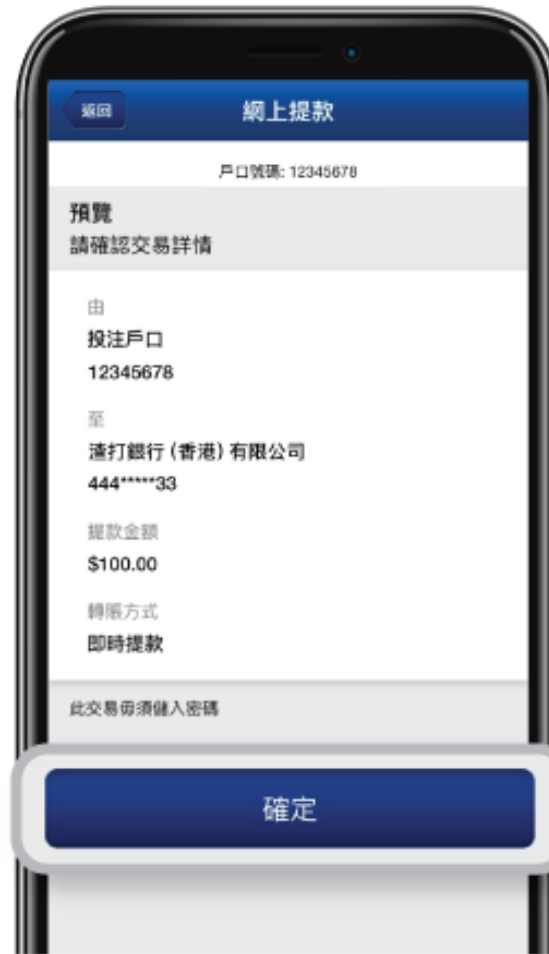 返回
網上提款
戶口號碼: 12345678
預覽
請確認交易詳情
由
投注戶口
12345678
至
渣打銀行 (香港) 有限公司
444*****33
提款金額
$100.00
轉賬方式
即時提款
此交易毋須儲入密碼
確定